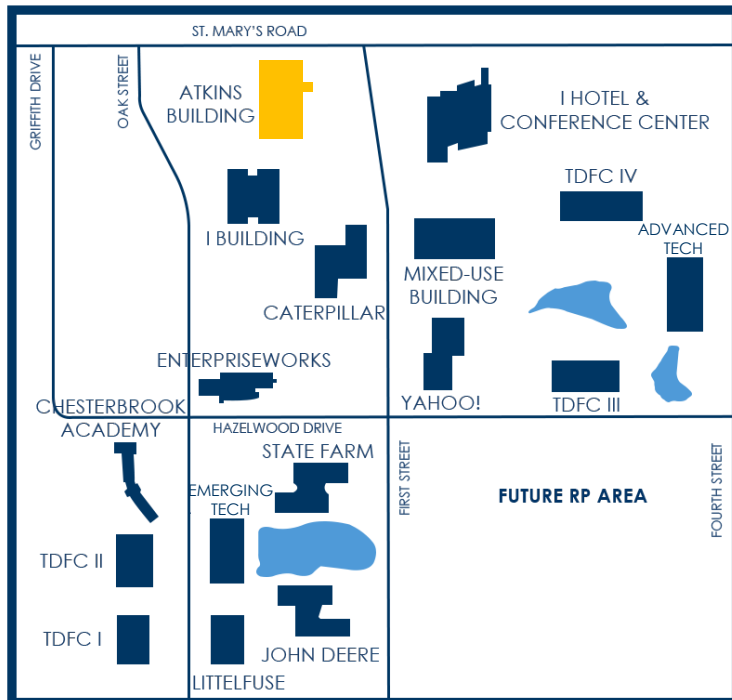 ST. MARY'S ROAD
GRIFFITH DRIVE
OAK STREET
ATKINS
BUILDING
I HOTEL &
CONFERENCE CENTER
TDFC IV
I BUILDING
ADVANCED
TECH
MIXED-USE
BUILDING
CATERPILLAR
ENTERPRISEWORKS
YAHOO!
TDFC III
CHESTERBROOK
ACADEMY
HAZELWOOD DRIVE
STATE FARM
FIRST STREET
FOURTH STREET
EMERGING
TECH
FUTURE RP AREA
TDFC II
TDFC I
JOHN DEERE
LITTELFUSE